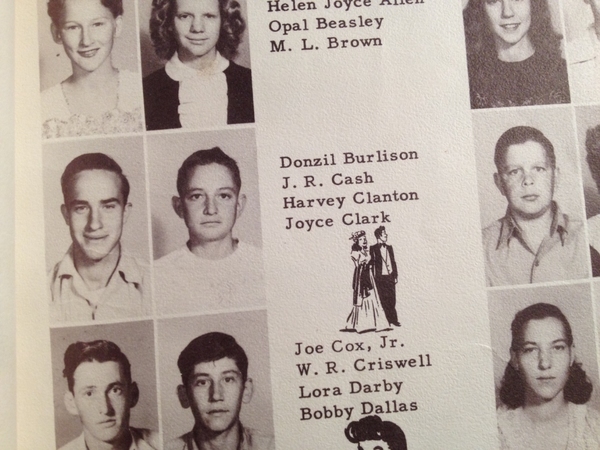 Helen Joyce Allen
Opal Beasley
M. L. Brown
Donzil Burlison
J. R. Cash
Harvey Clanton
Joyce Clark
Joe Cox, Jr.
W. R. Criswell
Lora Darby
Bobby Dallas